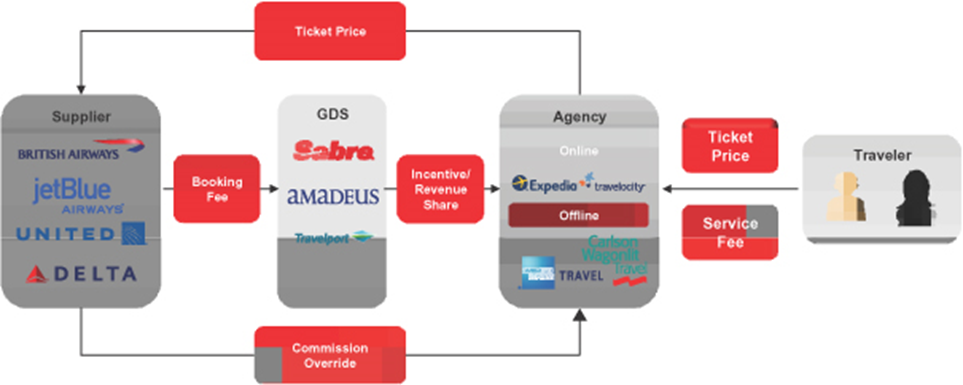 Ticket Price
Supplier
BRITISH AIRWAYS
jetBlue
AIRWAYS
UNITED
DELTA
Booking
Fee
GDS
Sabre
amadeus
Travelport
Incentive/
Revenue
Share
Agency
Online
Expedia
travelocity
Offline
Carlson
Wagonlit
Travel
TRAVEL
Ticket
Price
Service
Fee
Traveler
Commission
Override